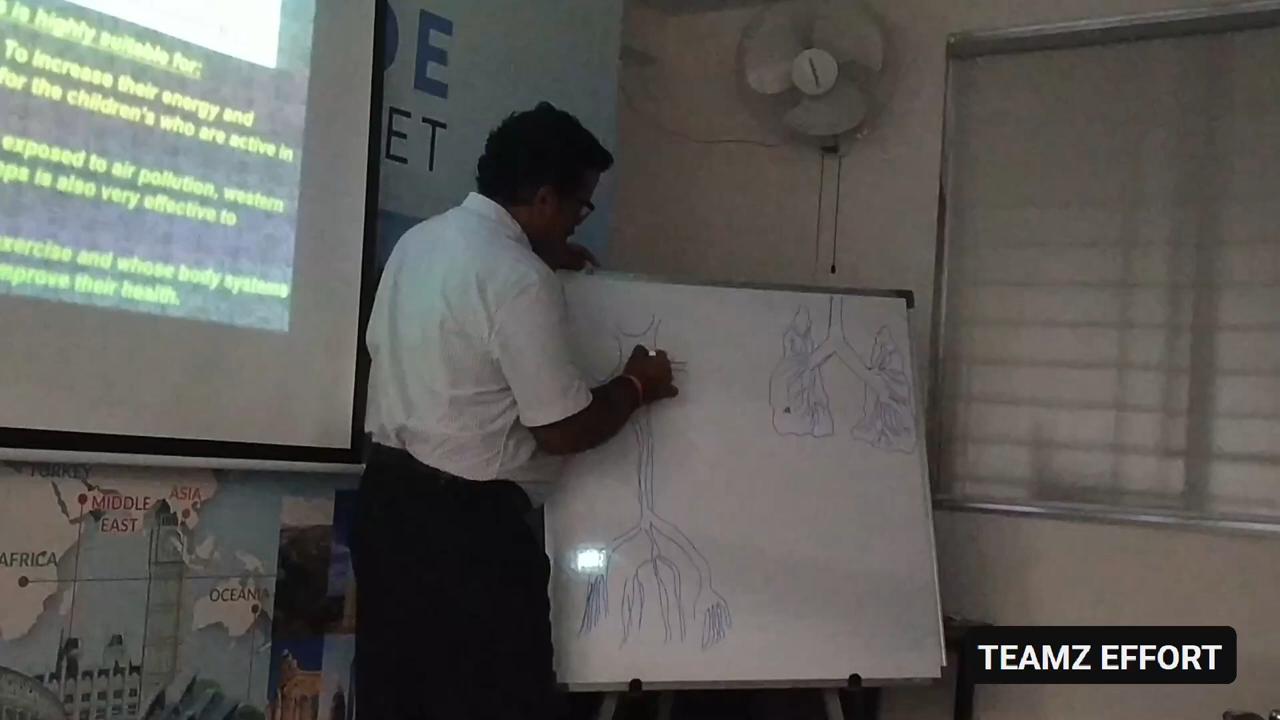 is highly suitable for:
To increase their energy and
for the children's who are active in
exposed to air pollution, western
is also very effective to
exercise and whose body systems
improve their health.
DE
ET
TURKEY
MIDDLE
EAST
ASIA
AFRICA
OCEANIA
TEAMZ EFFORT